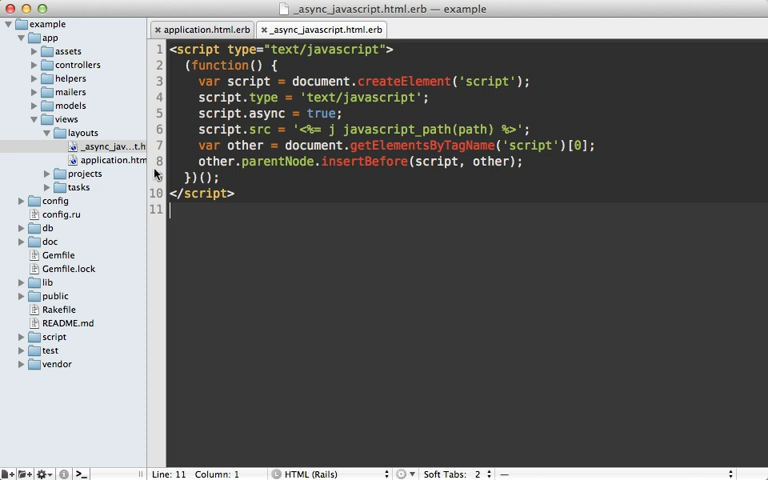 _async_javascript.html.erb — example
example
app
assets
controllers
helpers
mailers
models
views
layouts
_async_jav...t.h
application.htm
projects
tasks
config
config.ru
db
doc
Gemfile
Gemfile.lock
lib
public
Rakefile
README.md
script
test
vendor
application.html.erb
_async_javascript.html.erb
1 <script type="text/javascript">
2 (function() {
3 var script = document.createElement('script');
4 script.type = 'text/javascript';
5 script.async = true;
6 script.src = '<%= j javascript_path(path) %>';
7 var other = document.getElementsByTagName('script')[0];
8 other.parentNode.insertBefore(script, other);
})();
10 </script>
11
Line: 11 Column: 1 HTML (Rails) Soft Tabs: 2 —